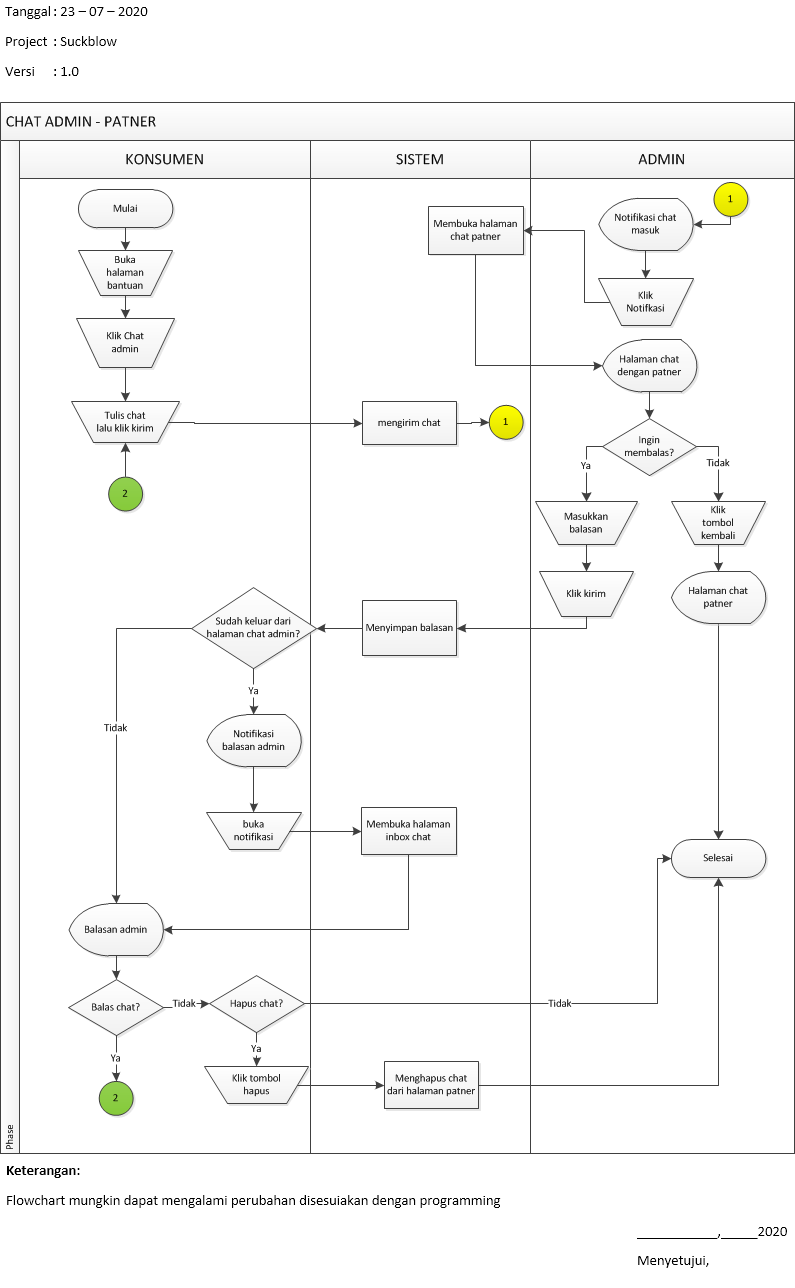 Tanggal : 23 – 07 – 2020
Project : Suckblow
Versi : 1.0
CHAT ADMIN - PATNER
KONSUMEN
SISTEM
ADMIN
Mulai
Buka
halaman
bantuan
Klik Chat
admin
Tulis chat
lalu klik kirim
2
mengirim chat
1
1
Notifikasi chat
masuk
Klik
Notifkasi
Membuka halaman
chat patner
Halaman chat
dengan patner
Ingin
membalas?
Ya
Tidak
Masukkan
balasan
Klik
tombol
kembali
Klik kirim
Halaman chat
patner
Menyimpan balasan
Sudah keluar dari
halaman chat admin?
Ya
Tidak
Notifikasi
balasan admin
buka
notifikasi
Membuka halaman
inbox chat
Selesai
Balasan admin
Balas chat?
Tidak
Hapus chat?
Tidak
Ya
Ya
2
Klik tombol
hapus
Menghapus chat
dari halaman patner
Phase
Keterangan:
Flowchart mungkin dapat mengalami perubahan disesuiakan dengan programming
___________,_____2020
Menyetujui,